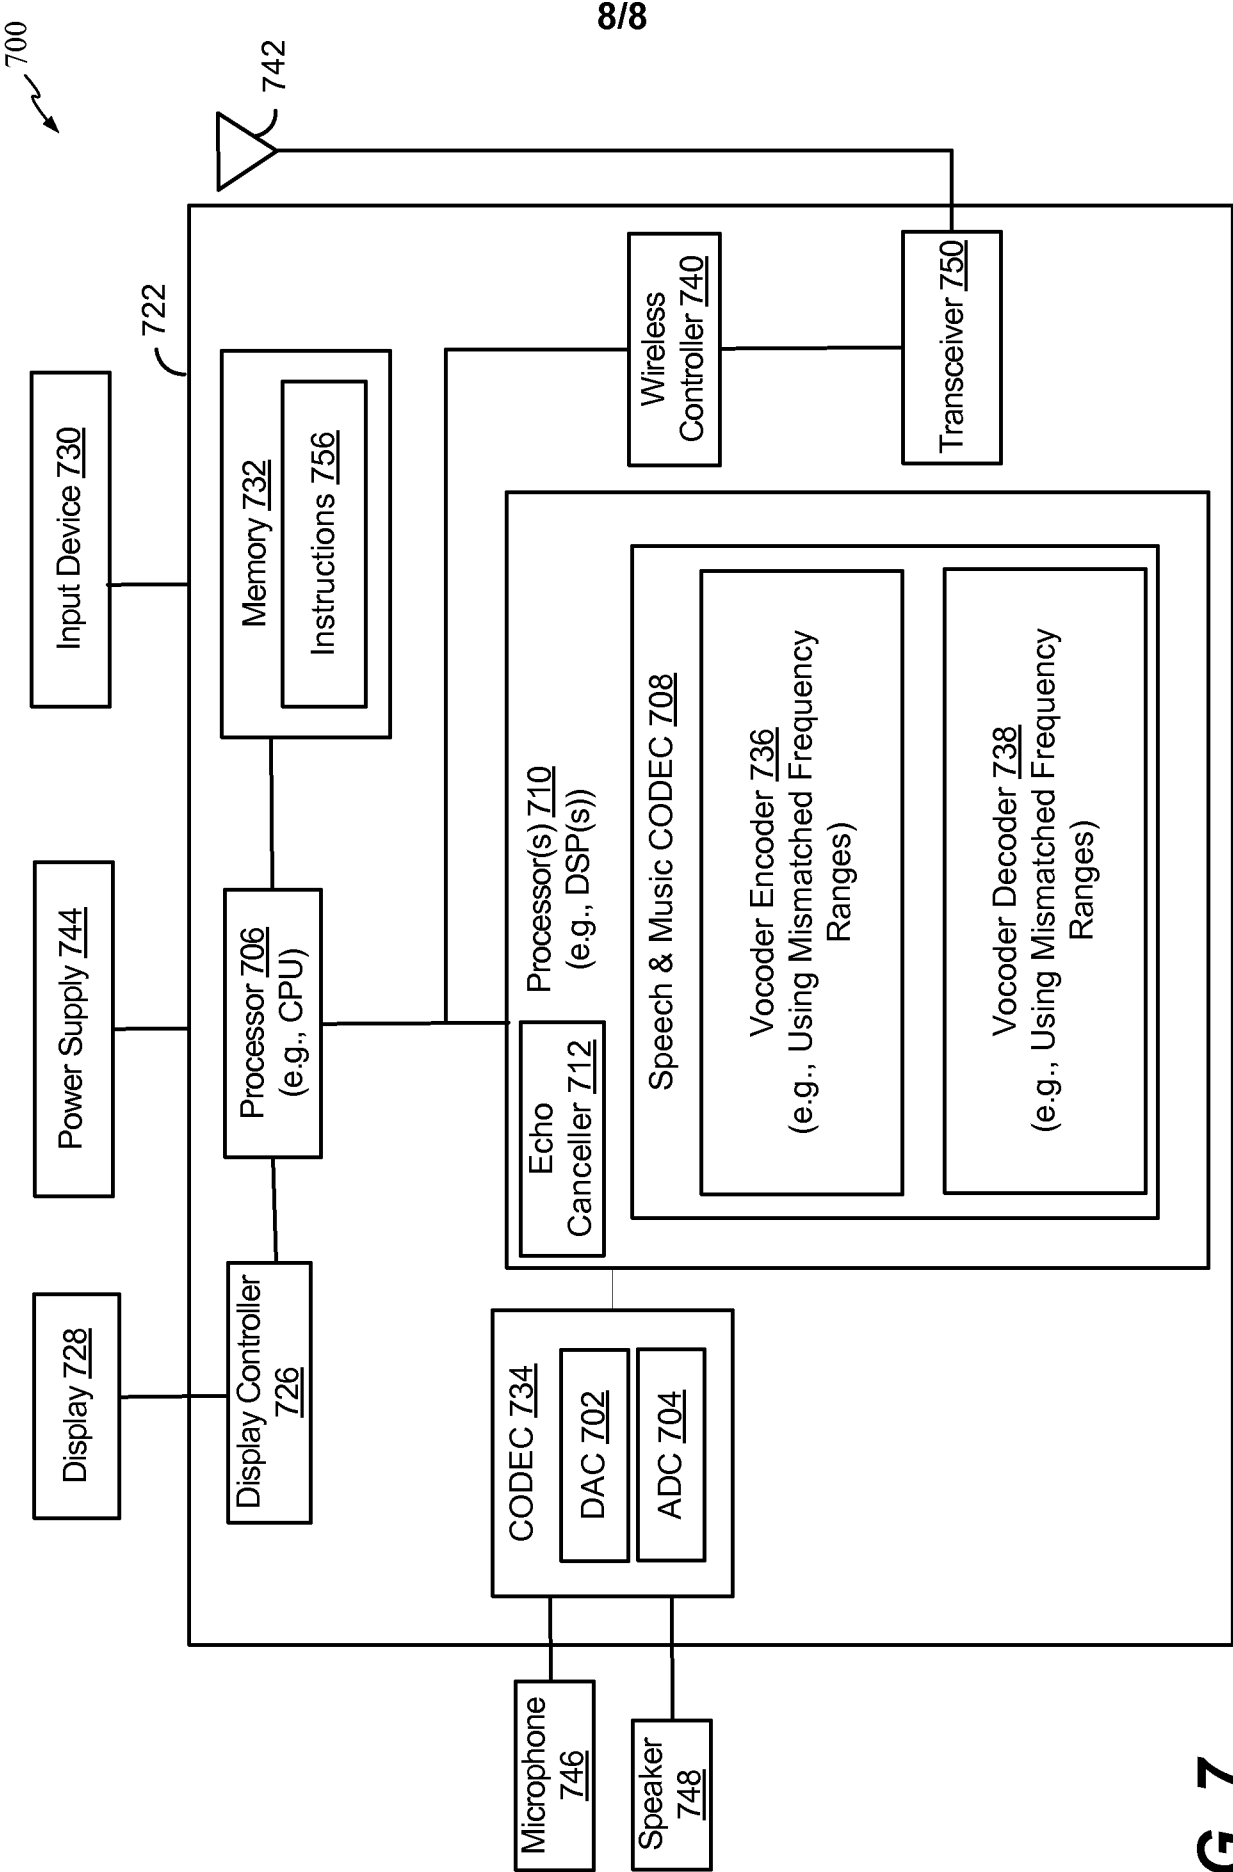 8/8
700
742
722
Input Device 730
Power Supply 744
Display 728
Memory 732
Instructions 756
Processor 706
(e.g., CPU)
Display Controller
726
Wireless
Controller 740
Transceiver 750
Processor(s) 710
(e.g., DSP(s))
Echo
Canceller 712
Speech & Music CODEC 708
Vocoder Encoder 736
(e.g., Using Mismatched Frequency
Ranges)
Vocoder Decoder 738
(e.g., Using Mismatched Frequency
Ranges)
CODEC 734
DAC 702
ADC 704
Microphone
746
Speaker
748
G 7